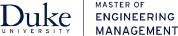 Duke
UNIVERSITY
MASTER OF
ENGINEERING
MANAGEMENT